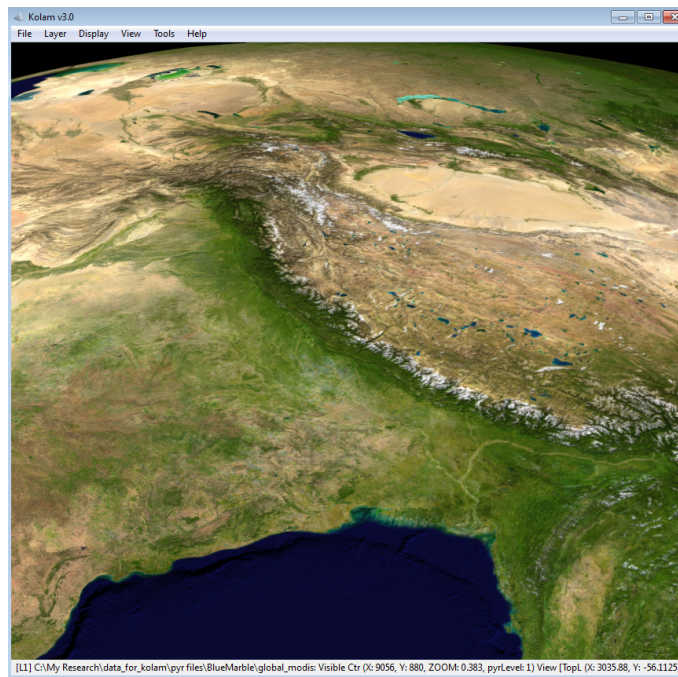 Kolam v3.0
File Layer Display View Tools Help
[L1] C:\My Research\data_for_kolam\pyr files\BlueMarble\global_modis: Visible Ctr (X: 9056, Y: 880, ZOOM: 0.383, pyrLevel: 1) View [TopL (X: 3035.88, Y: -56.1125